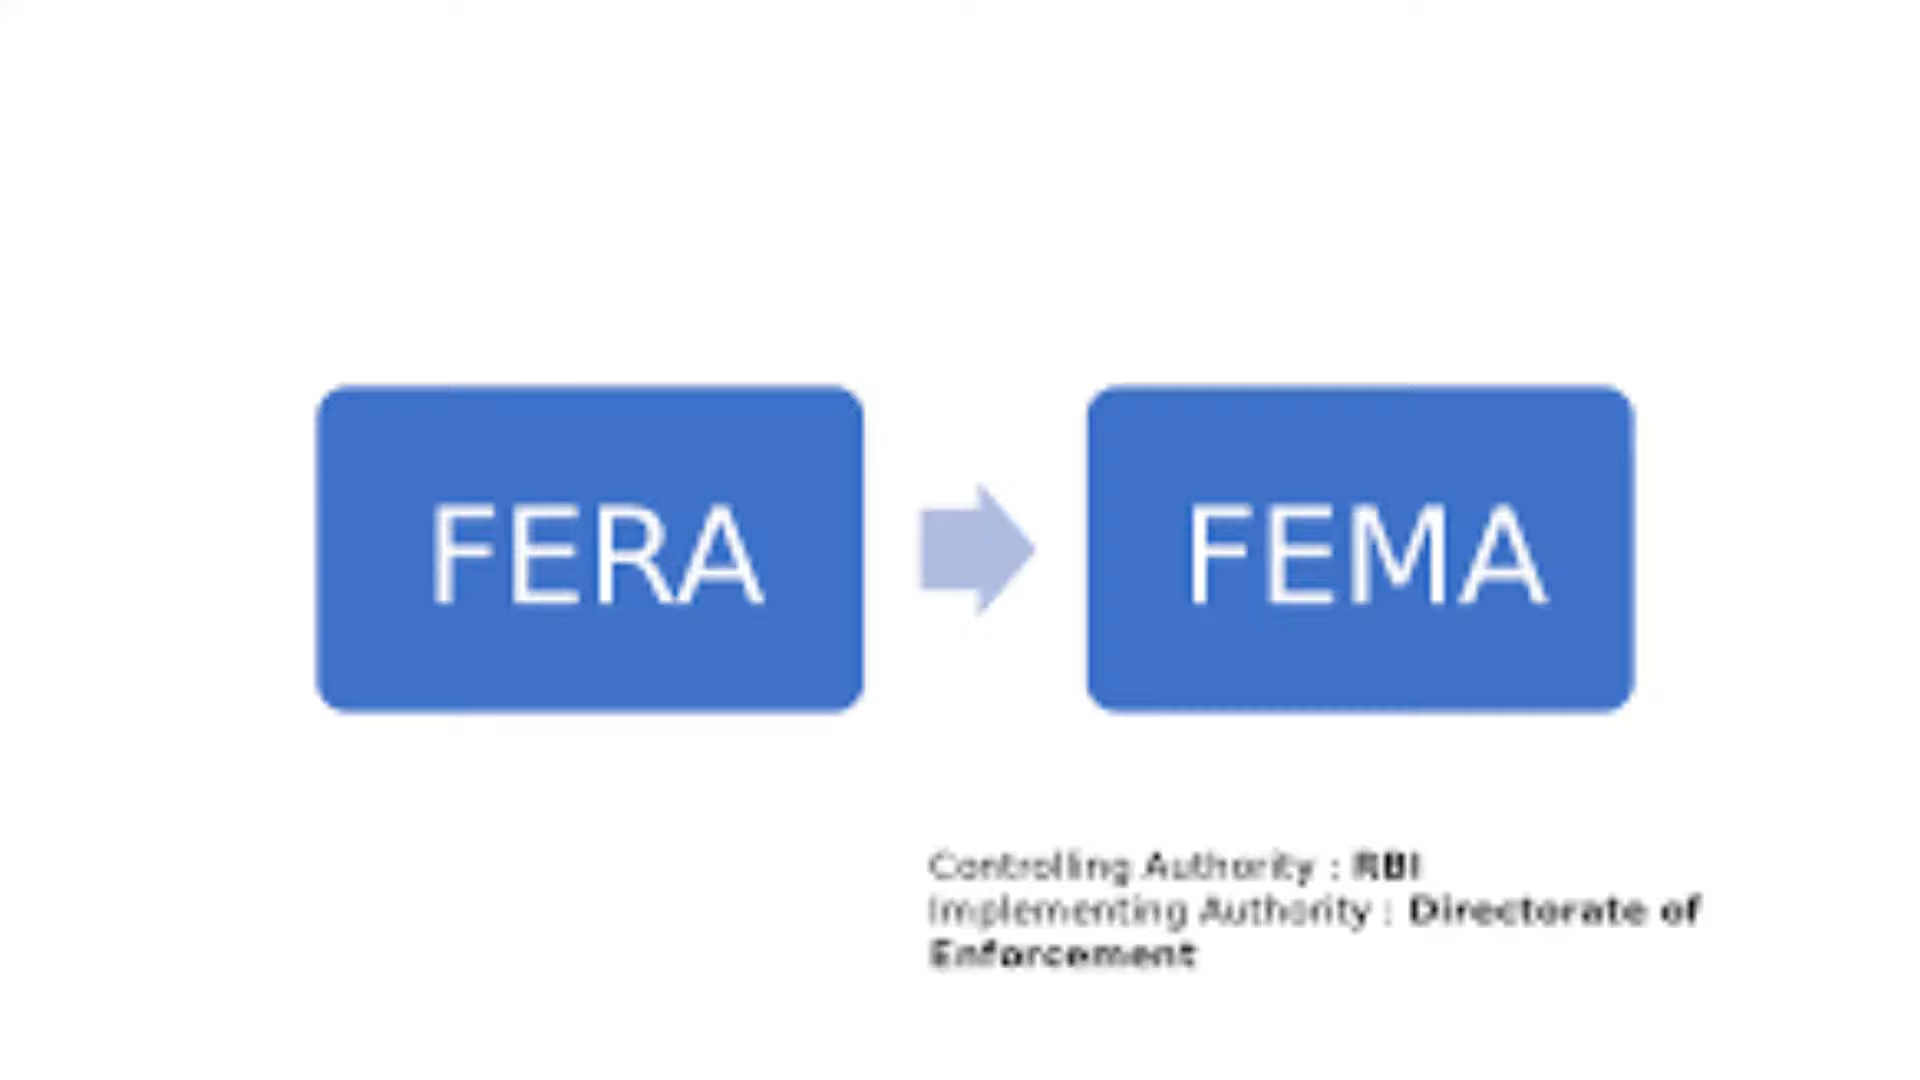 FERA
FEMA
Controlling Authority : RBI
Implementing Authority : Directorate of
Enforcement